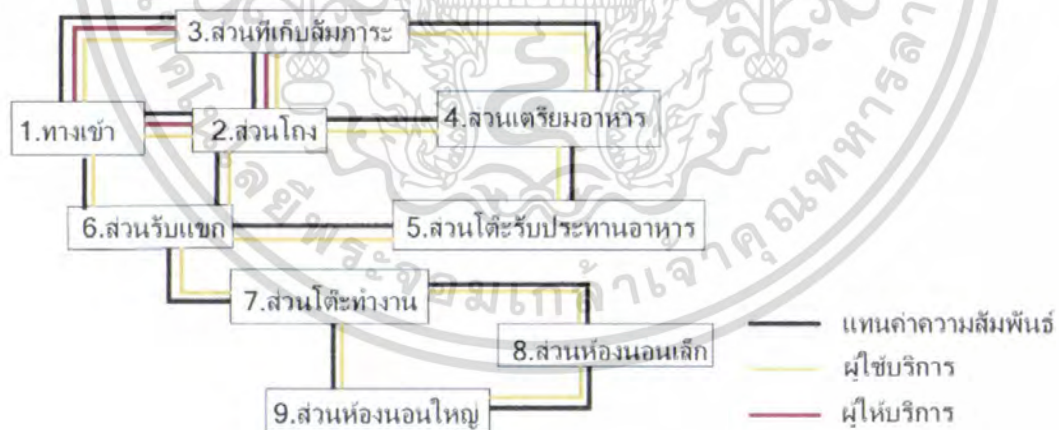 3.ส่วนที่เก็บสัมภาระ
1.ทางเข้า
2.ส่วนโถง
4.ส่วนเตรียมอาหาร
6.ส่วนรับแขก
5.ส่วนโต๊ะรับประทานอาหาร
7.ส่วนโต๊ะทำงาน
8.ส่วนห้องนอนเล็ก
9.ส่วนห้องนอนใหญ่
แทนค่าความสัมพันธ์
ผู้ใช้บริการ
ผู้ให้บริการ